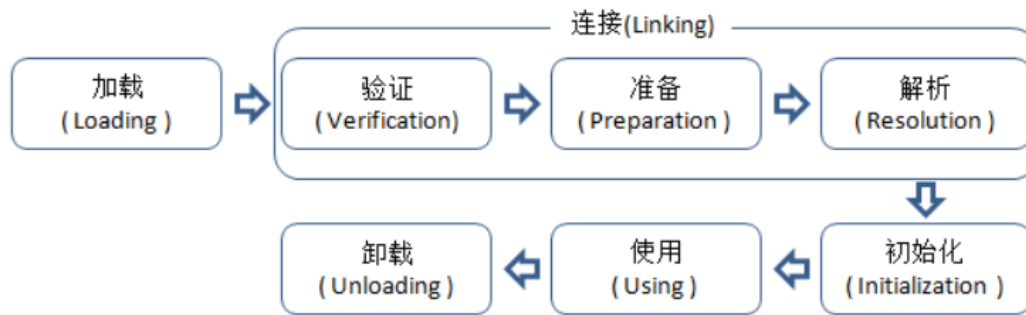 连接(Linking)
加载
( Loading )
验证
( Verification)
准备
( Preparation )
解析
( Resolution )
卸载
( Unloading )
使用
( Using )
初始化
( Initialization )